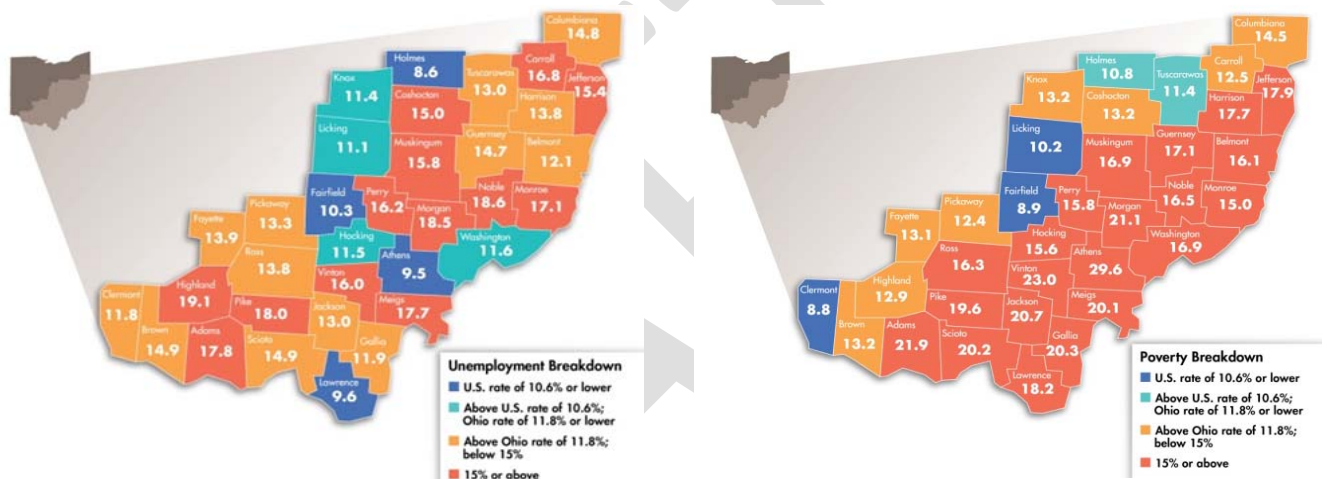 Columbiana
14.8
Holmes
8.6
Tuscarawas
13.0
Carroll
16.8
Jefferson
15.4
Knox
11.4
Coshocton
15.0
Harrison
13.8
Licking
11.1
Muskingum
15.8
Guernsey
14.7
Belmont
12.1
Fairfield
10.3
Perry
16.2
Morgan
18.5
Noble
18.6
Monroe
17.1
Fayette
13.9
Pickaway
13.3
Hocking
11.5
Athens
9.5
Washington
11.6
Ross
13.8
Vinton
16.0
Meigs
17.7
Clermont
11.8
Highland
19.1
Pike
18.0
Jackson
13.0
Gallia
11.9
Brown
14.9
Adams
17.8
Scioto
14.9
Lawrence
9.6
Unemployment Breakdown
U.S. rate of 10.6% or lower
Above U.S. rate of 10.6%;
Ohio rate of 11.8% or lower
Above Ohio rate of 11.8%;
below 15%
15% or above
Columbiana
14.5
Holmes
10.8
Tuscarawas
11.4
Carroll
12.5
Jefferson
17.9
Knox
13.2
Coshocton
13.2
Harrison
17.7
Licking
10.2
Muskingum
16.9
Guernsey
17.1
Belmont
16.1
Fairfield
8.9
Perry
15.8
Morgan
21.1
Noble
16.5
Monroe
15.0
Fayette
13.1
Pickaway
12.4
Hocking
15.6
Athens
29.6
Washington
16.9
Ross
16.3
Vinton
23.0
Meigs
20.1
Clermont
8.8
Highland
12.9
Pike
19.6
Jackson
20.7
Gallia
20.3
Brown
13.2
Adams
21.9
Scioto
20.2
Lawrence
18.2
Poverty Breakdown
U.S. rate of 10.6% or lower
Above U.S. rate of 10.6%;
Ohio rate of 11.8% or lower
Above Ohio rate of 11.8%;
below 15%
15% or above